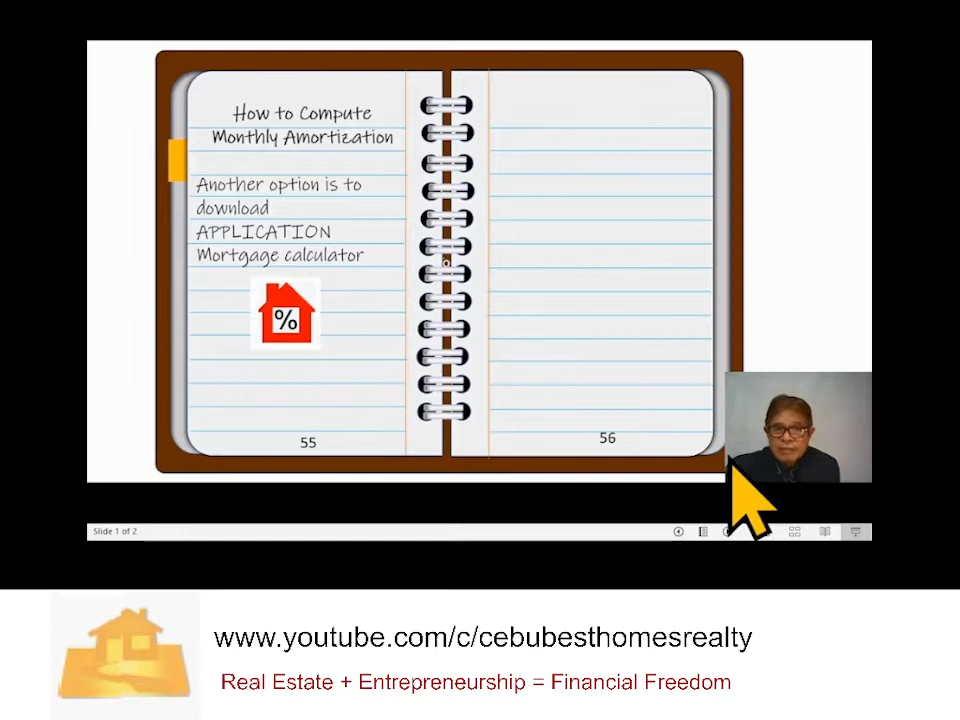 How to Compute
Monthly Amortization
Another option is to
download
APPLICATION
Mortgage calculator
%
55
56
Slide 1 of 2
www.youtube.com/c/cebubesthomesrealty
Real Estate + Entrepreneurship = Financial Freedom